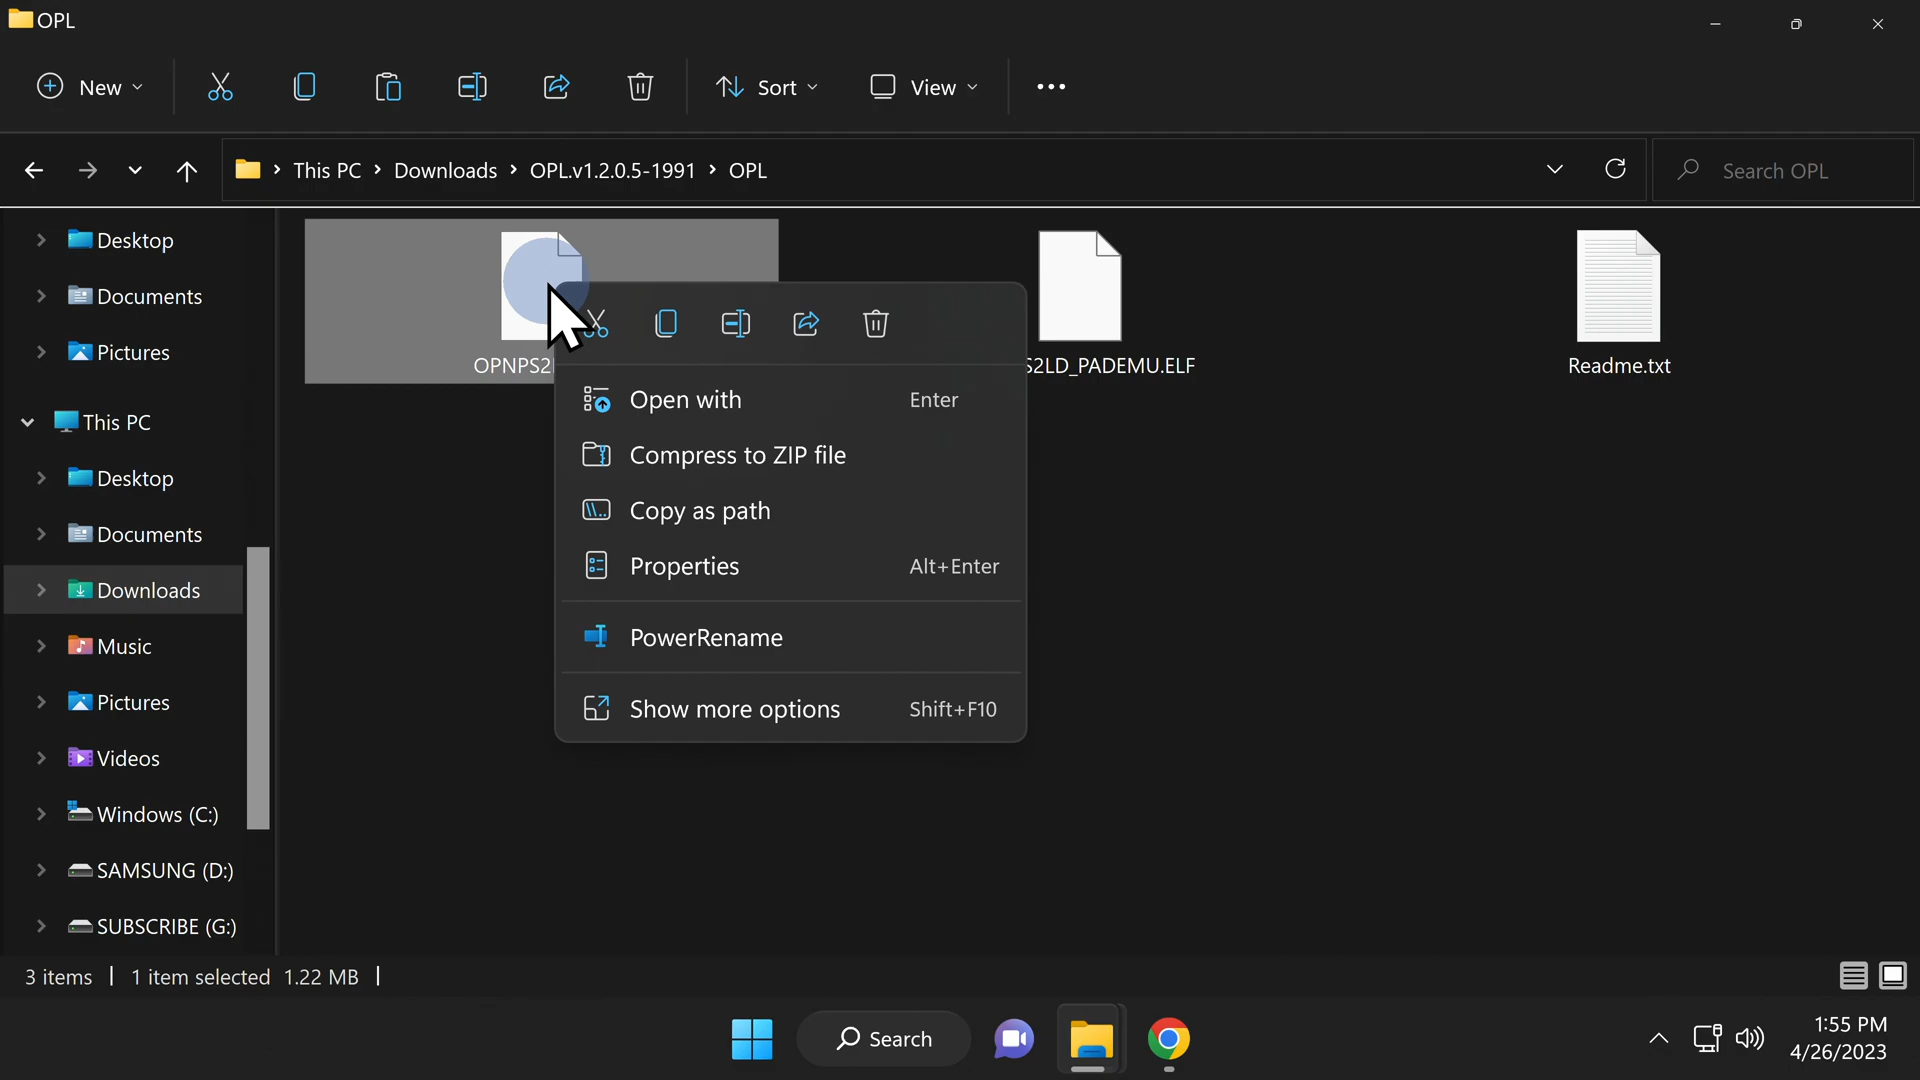 OPL
New
Sort
View
This PC > Downloads > OPL.v1.2.0.5-1991 > OPL
Search OPL
Desktop
Documents
Pictures
This PC
Desktop
Documents
Downloads
Music
Pictures
Videos
Windows (C:)
SAMSUNG (D:)
SUBSCRIBE (G:)
OPNPS2
S2LD_PADEMU.ELF
Readme.txt
Open with Enter
Compress to ZIP file
Copy as path
Properties Alt+Enter
PowerRename
Show more options Shift+F10
3 items 1 item selected 1.22 MB
Search
1:55 PM
4/26/2023